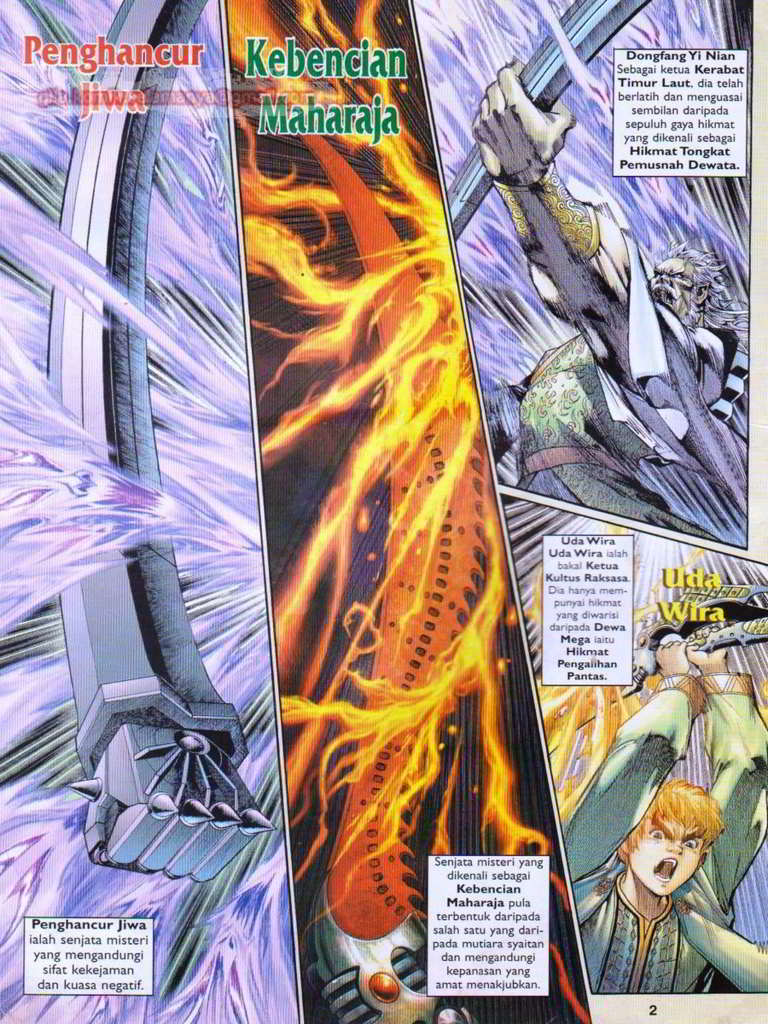 Penghancur
Jiwa
Kebencian
Maharaja
Dongfang Yi Nian
Sebagai ketua Kerabat
Timur Laut, dia telah
berlatih dan menguasai
sembilan daripada
sepuluh gaya hikmat
yang dikenali sebagai
Hikmat Tongkat
Pemusnah Dewata.
Uda Wira
Uda Wira ialah
bakal Ketua
Kultus Raksasa.
Dia hanya mem-
punyai hikmat
yang diwarisi
daripada Dewa
Mega iaitu
Hikmat
Pengalihan
Pantas.
Uda
Wira
Senjata misteri yang
dikenali sebagai
Kebencian
Maharaja pula
terbentuk daripada
salah satu yang dari-
pada mutiara syaitan
dan mengandungi
kepanasan yang
amat menakjubkan.
Penghancur Jiwa
ialah senjata misteri
yang mengandungi
sifat kekejaman
dan kuasa negatif.
2